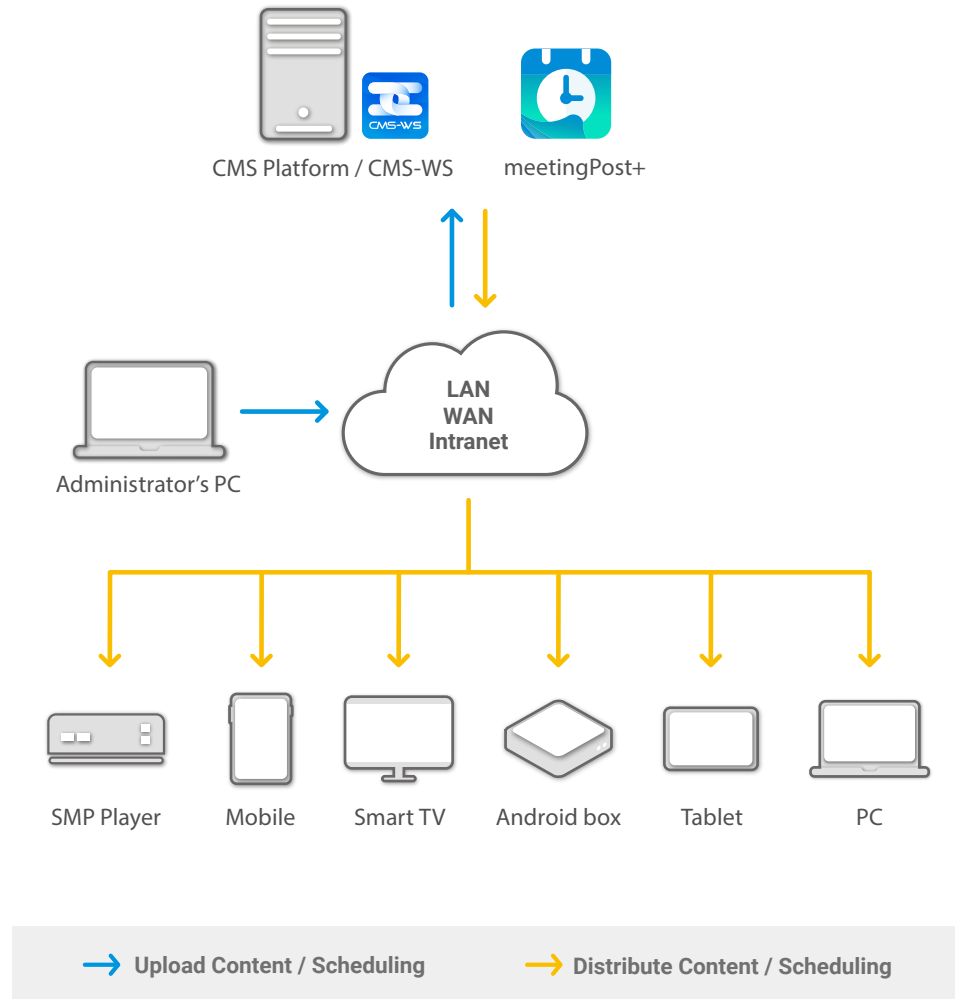 CMS-WS
CMS Platform / CMS-WS
meetingPost+
LAN
WAN
Intranet
Administrator's PC
SMP Player
Mobile
Smart TV
Android box
Tablet
PC
Upload Content / Scheduling
Distribute Content / Scheduling